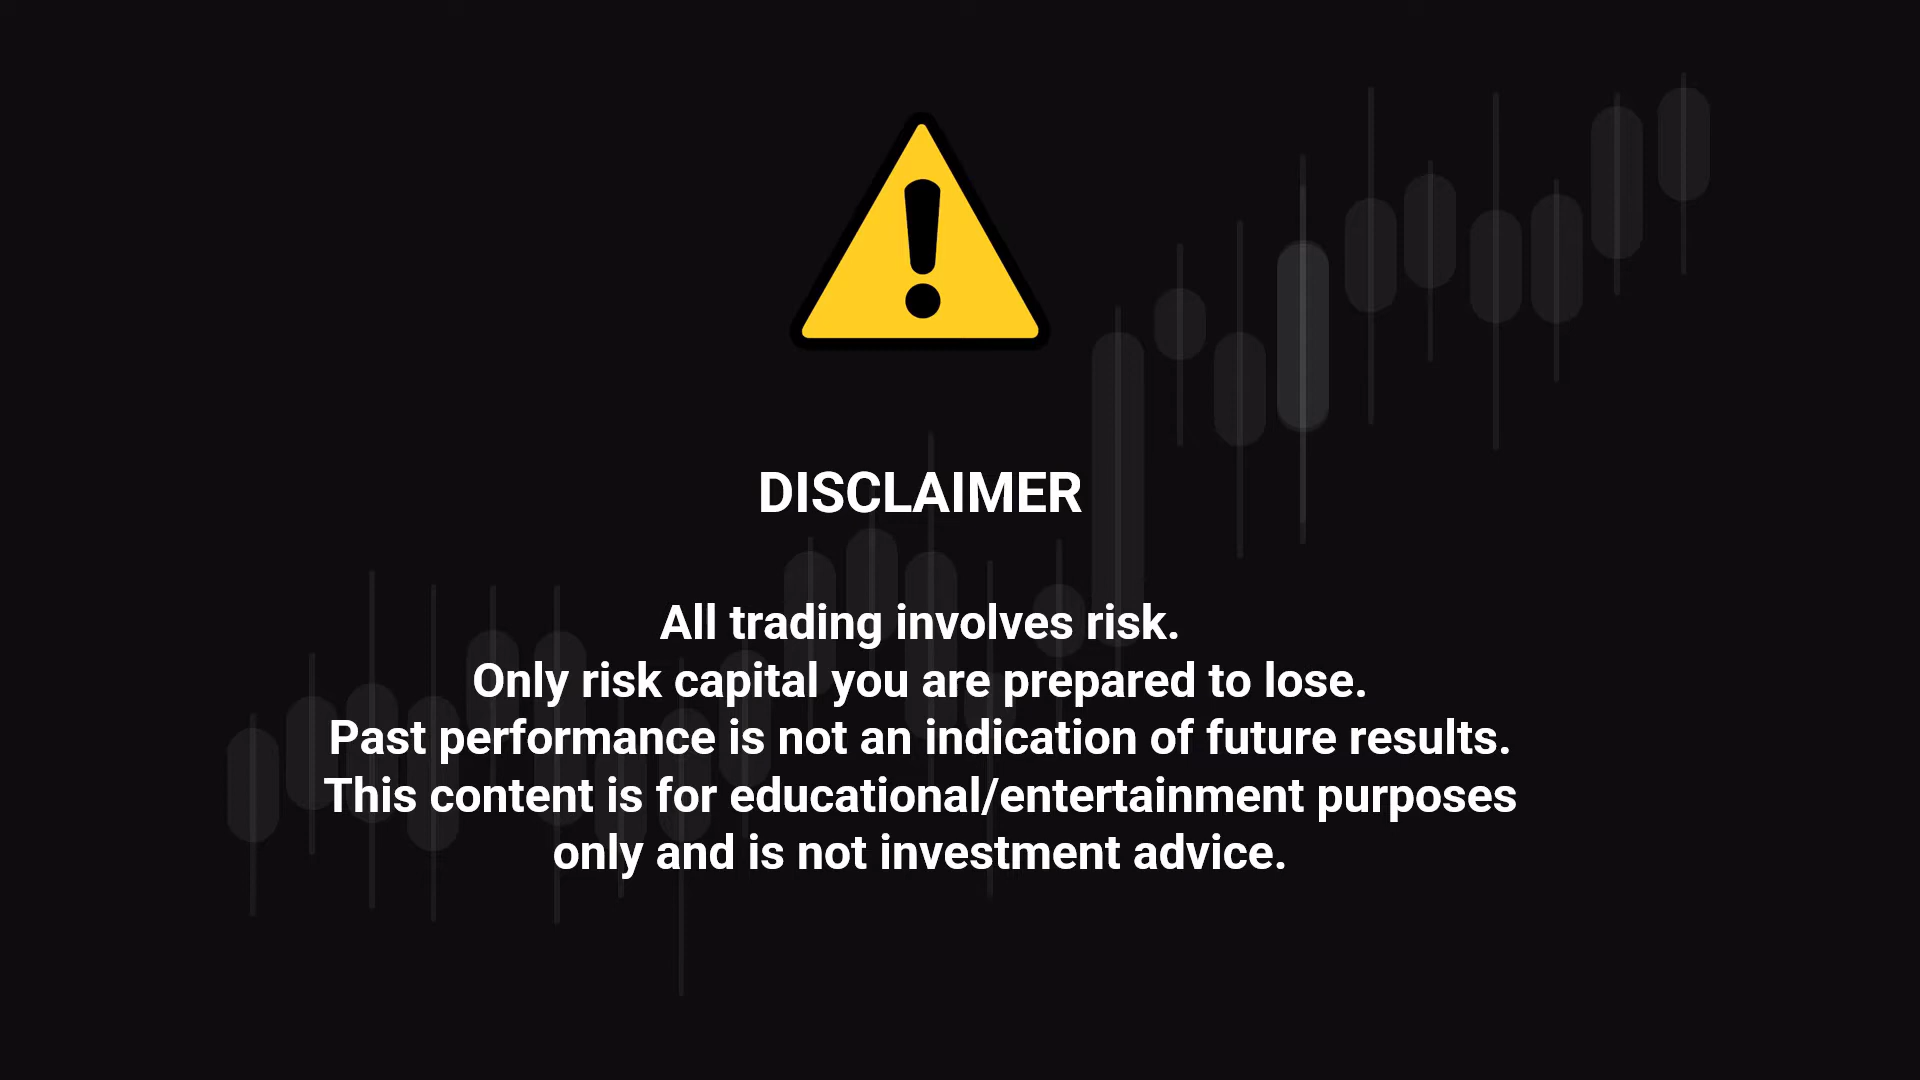 DISCLAIMER
All trading involves risk.
Only risk capital you are prepared to lose.
Past performance is not an indication of future results.
This content is for educational/entertainment purposes
only and is not investment advice.